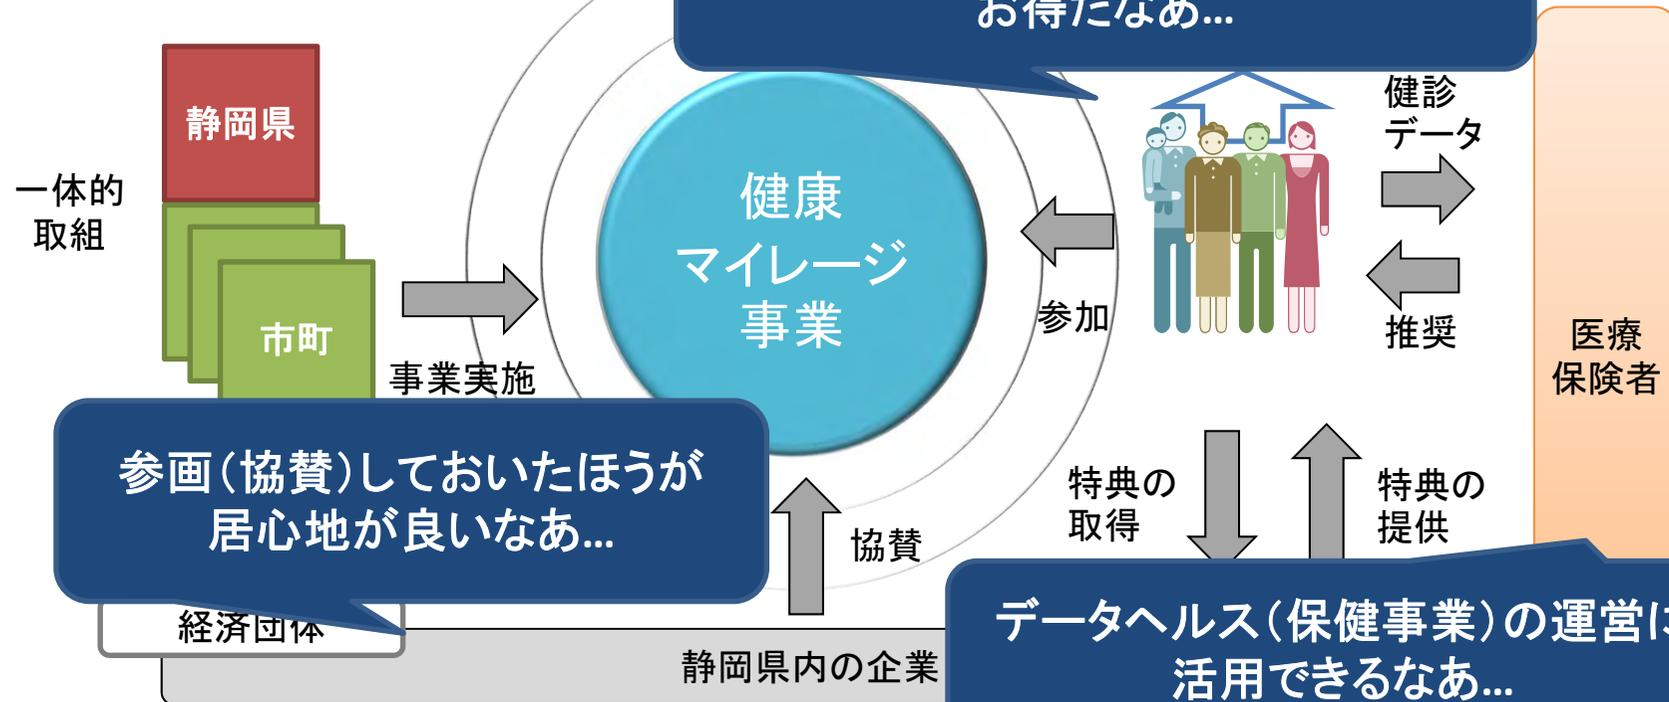 お得だなあ…
静岡県
一体的
取組
市町
事業実施
健康
マイレージ
事業
参加
健診
データ
推奨
医療
保険者
参画（協賛）しておいたほうが
居心地が良いなあ…
協賛
特典の
取得
特典の
提供
経済団体
静岡県内の企業
データヘルス（保健事業）の運営に
活用できるなあ…